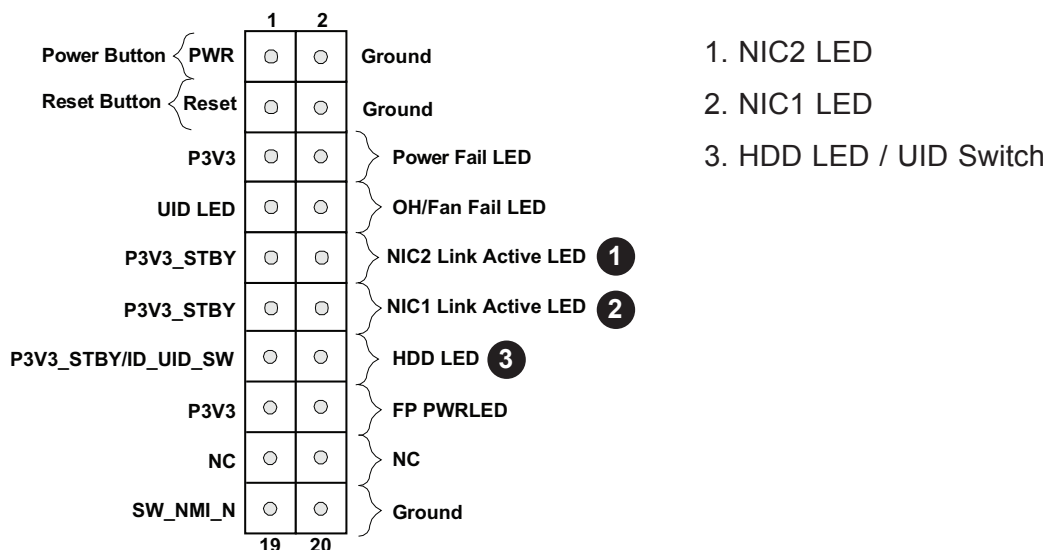 1 2
Power Button PWR Ground
Reset Button Reset Ground
P3V3 Power Fail LED
UID LED OH/Fan Fail LED
P3V3_STBY NIC2 Link Active LED 1
P3V3_STBY NIC1 Link Active LED 2
P3V3_STBY/ID_UID_SW HDD LED 3
P3V3 FP PWRLED
NC NC
SW_NMI_N Ground
19 20
1. NIC2 LED
2. NIC1 LED
3. HDD LED / UID Switch